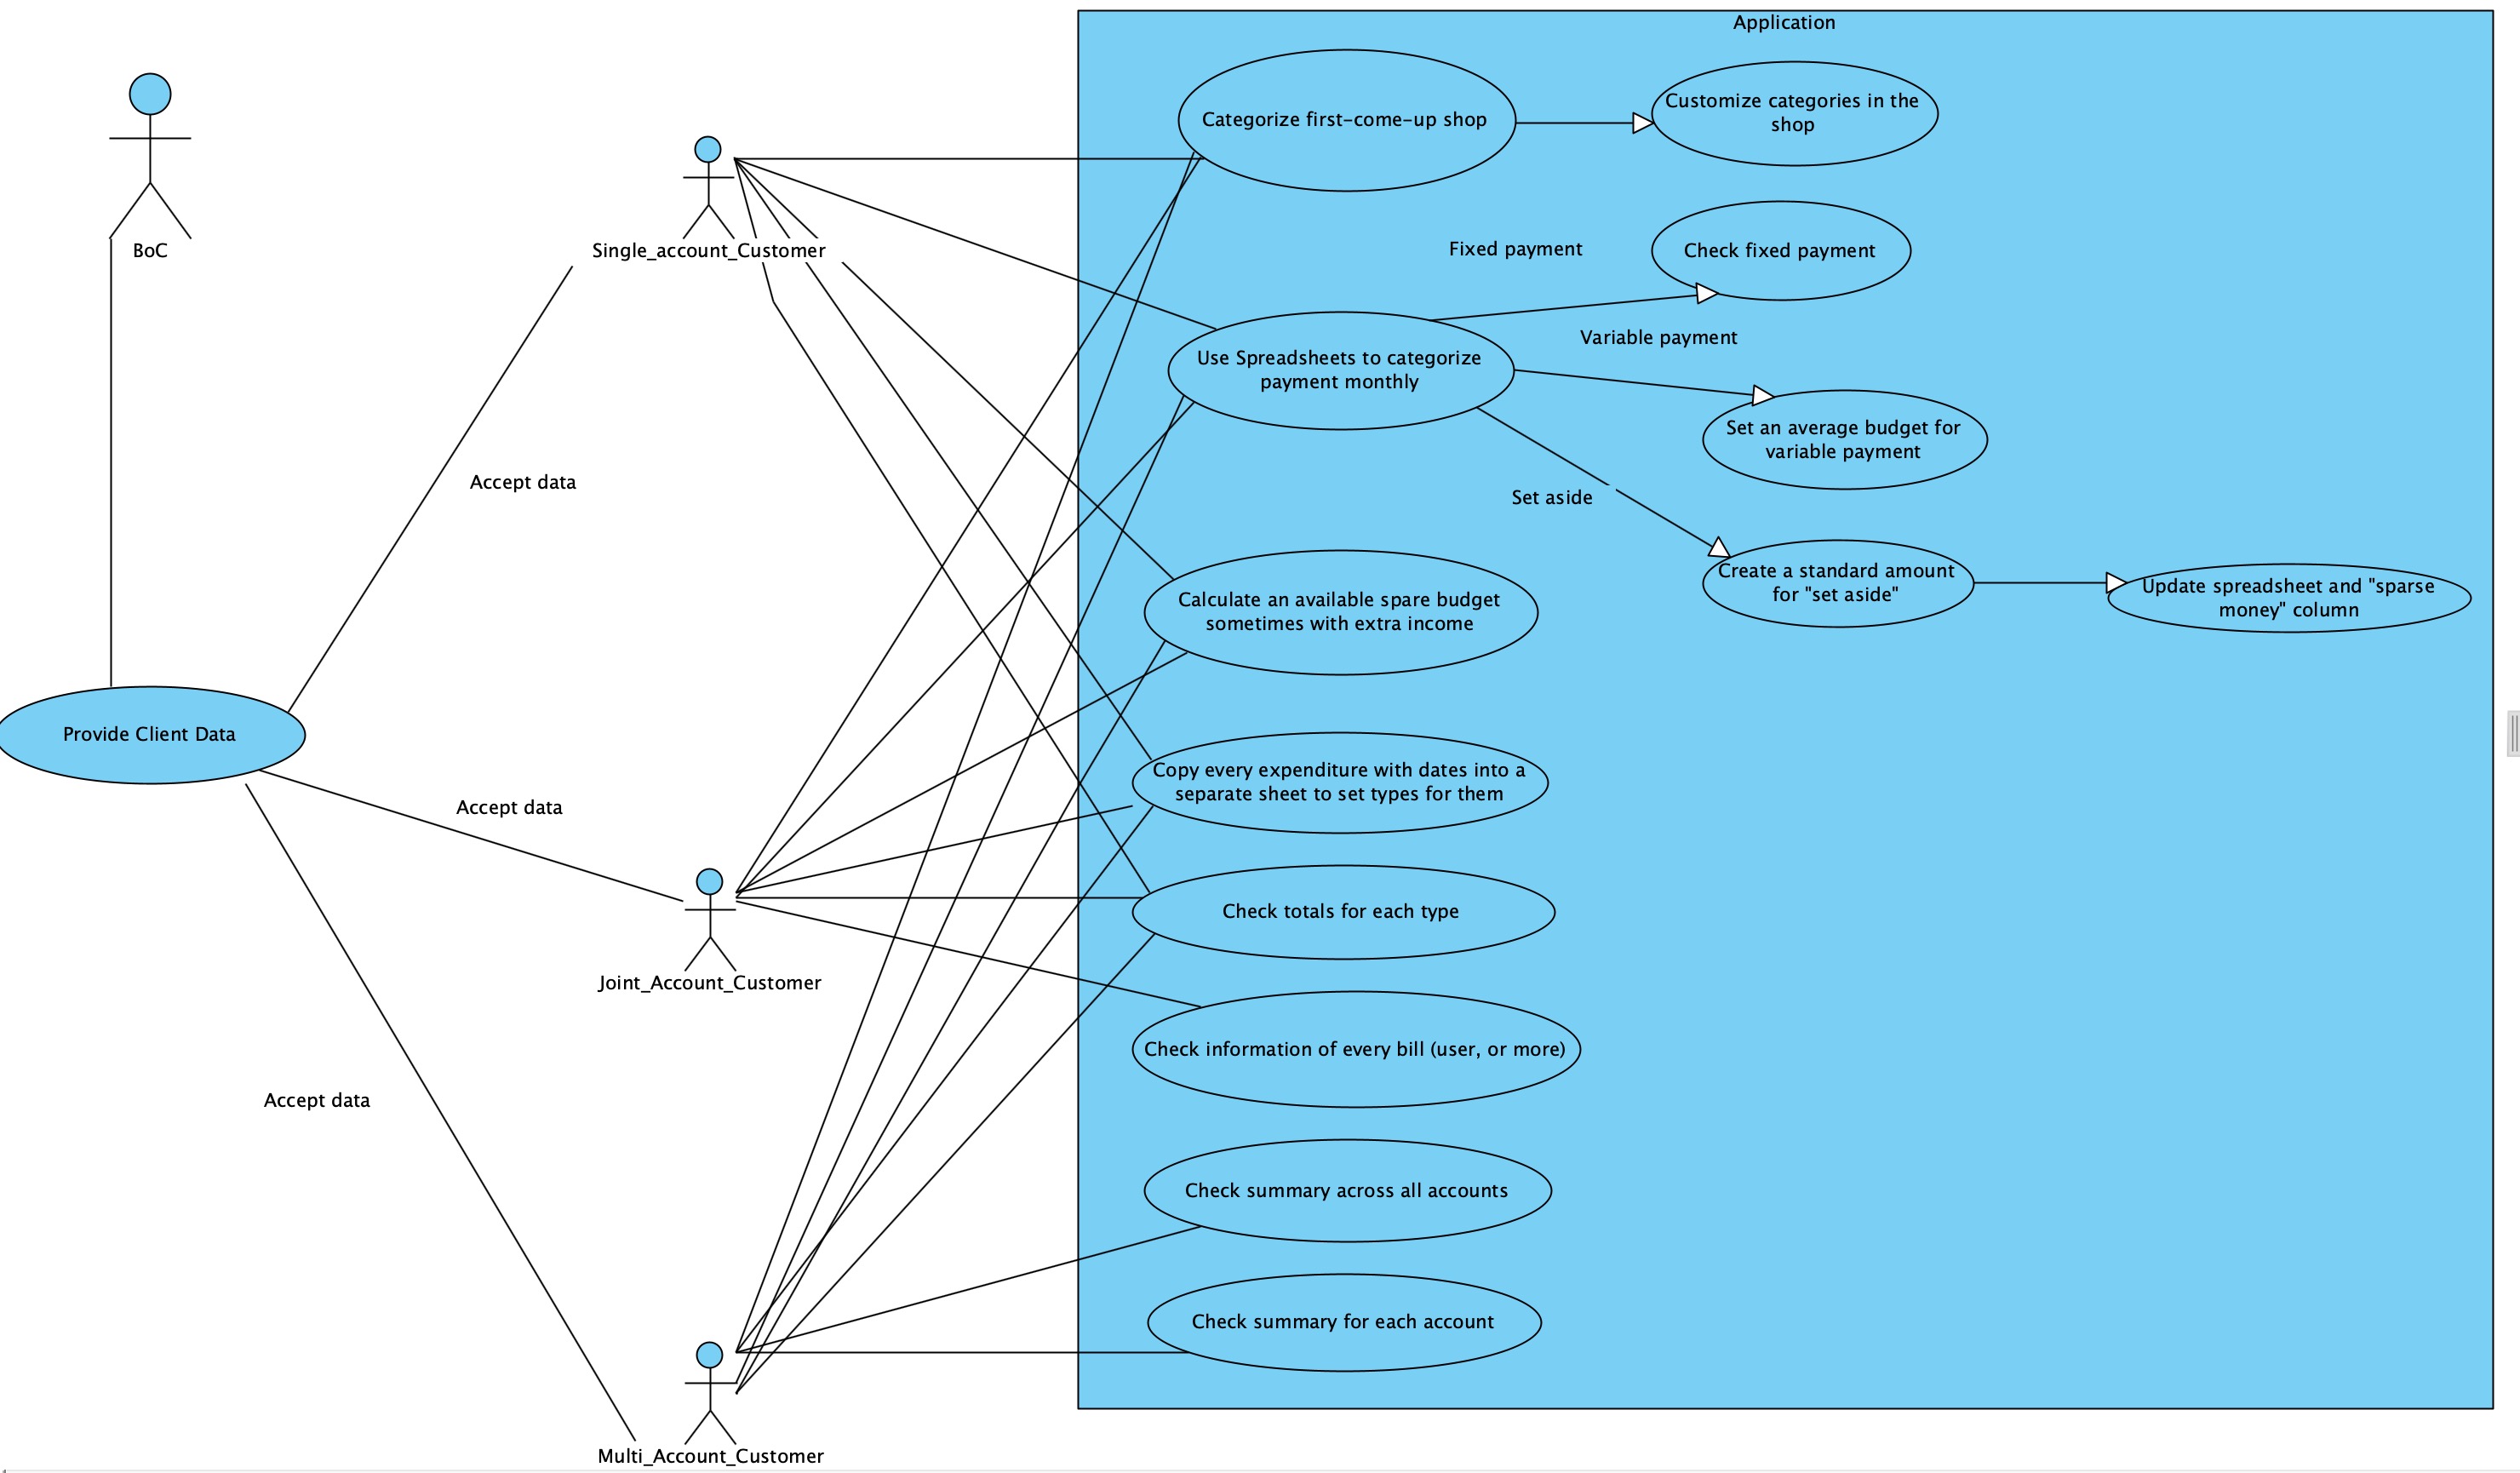 Application
Categorize first-come-up shop
Customize categories in the
shop
BoC
Single_account_Customer
Fixed payment
Check fixed payment
Variable payment
Use Spreadsheets to categorize
payment monthly
Set an average budget for
variable payment
Accept data
Set aside
Create a standard amount
for "set aside"
Update spreadsheet and "sparse
money" column
Calculate an available spare budget
sometimes with extra income
Provide Client Data
Copy every expenditure with dates into a
separate sheet to set types for them
Accept data
Check totals for each type
Joint_Account_Customer
Check information of every bill (user, or more)
Accept data
Check summary across all accounts
Check summary for each account
Multi_Account_Customer